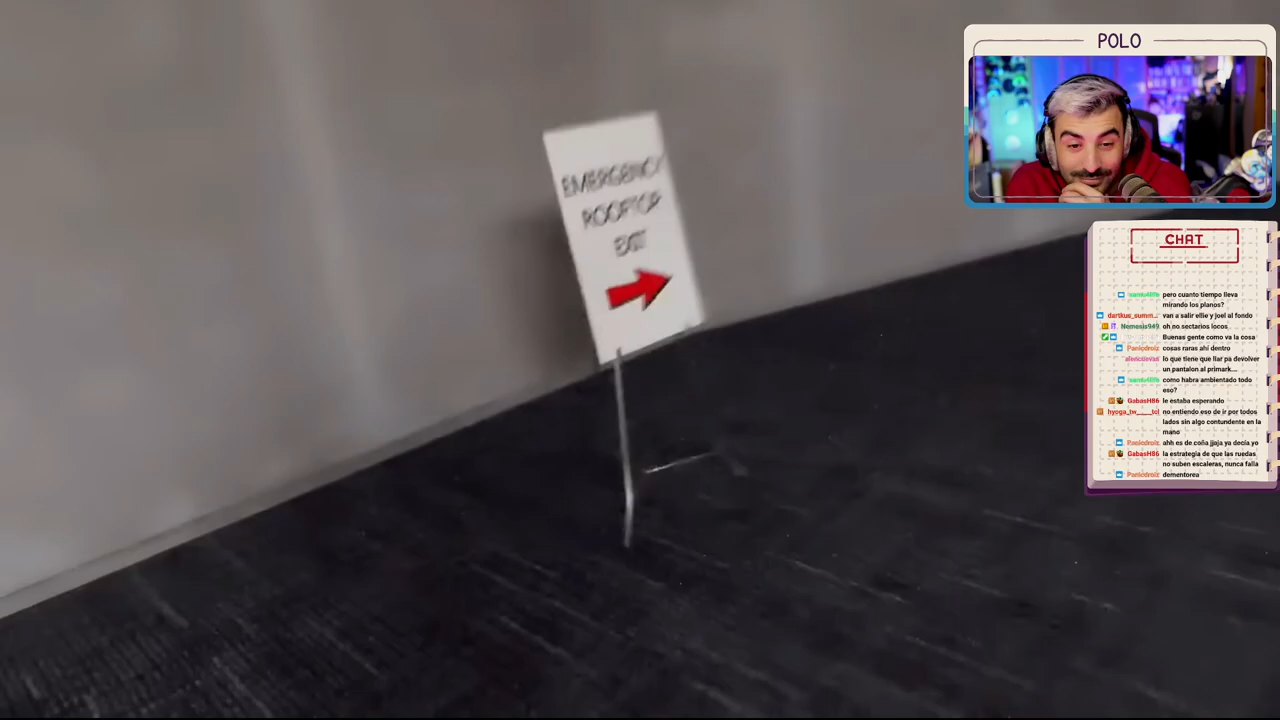 POLO
EMERGENCY
ROOFTOP
EXIT
CHAT
pero cuanto tiempo lleva
mirando los planos?
dartkus_summ... van a salir ellie y joel al fondo
Nemesis949 oh no sectarios locos
Buenas gente como va la cosa
cosas raras ahí dentro
lo que tiene que llar pa devolver
un pantalon al primark...
como habra ambientado todo
eso?
GabasH86 le estaba esperando
no entiendo eso de ir por todos
lados sin algo contundente en la
mano
ahh es de coña jjaja ya decía yo
GabasH86 la estrategia de que las ruedas
no suben escaleras, nunca falla
dementorea